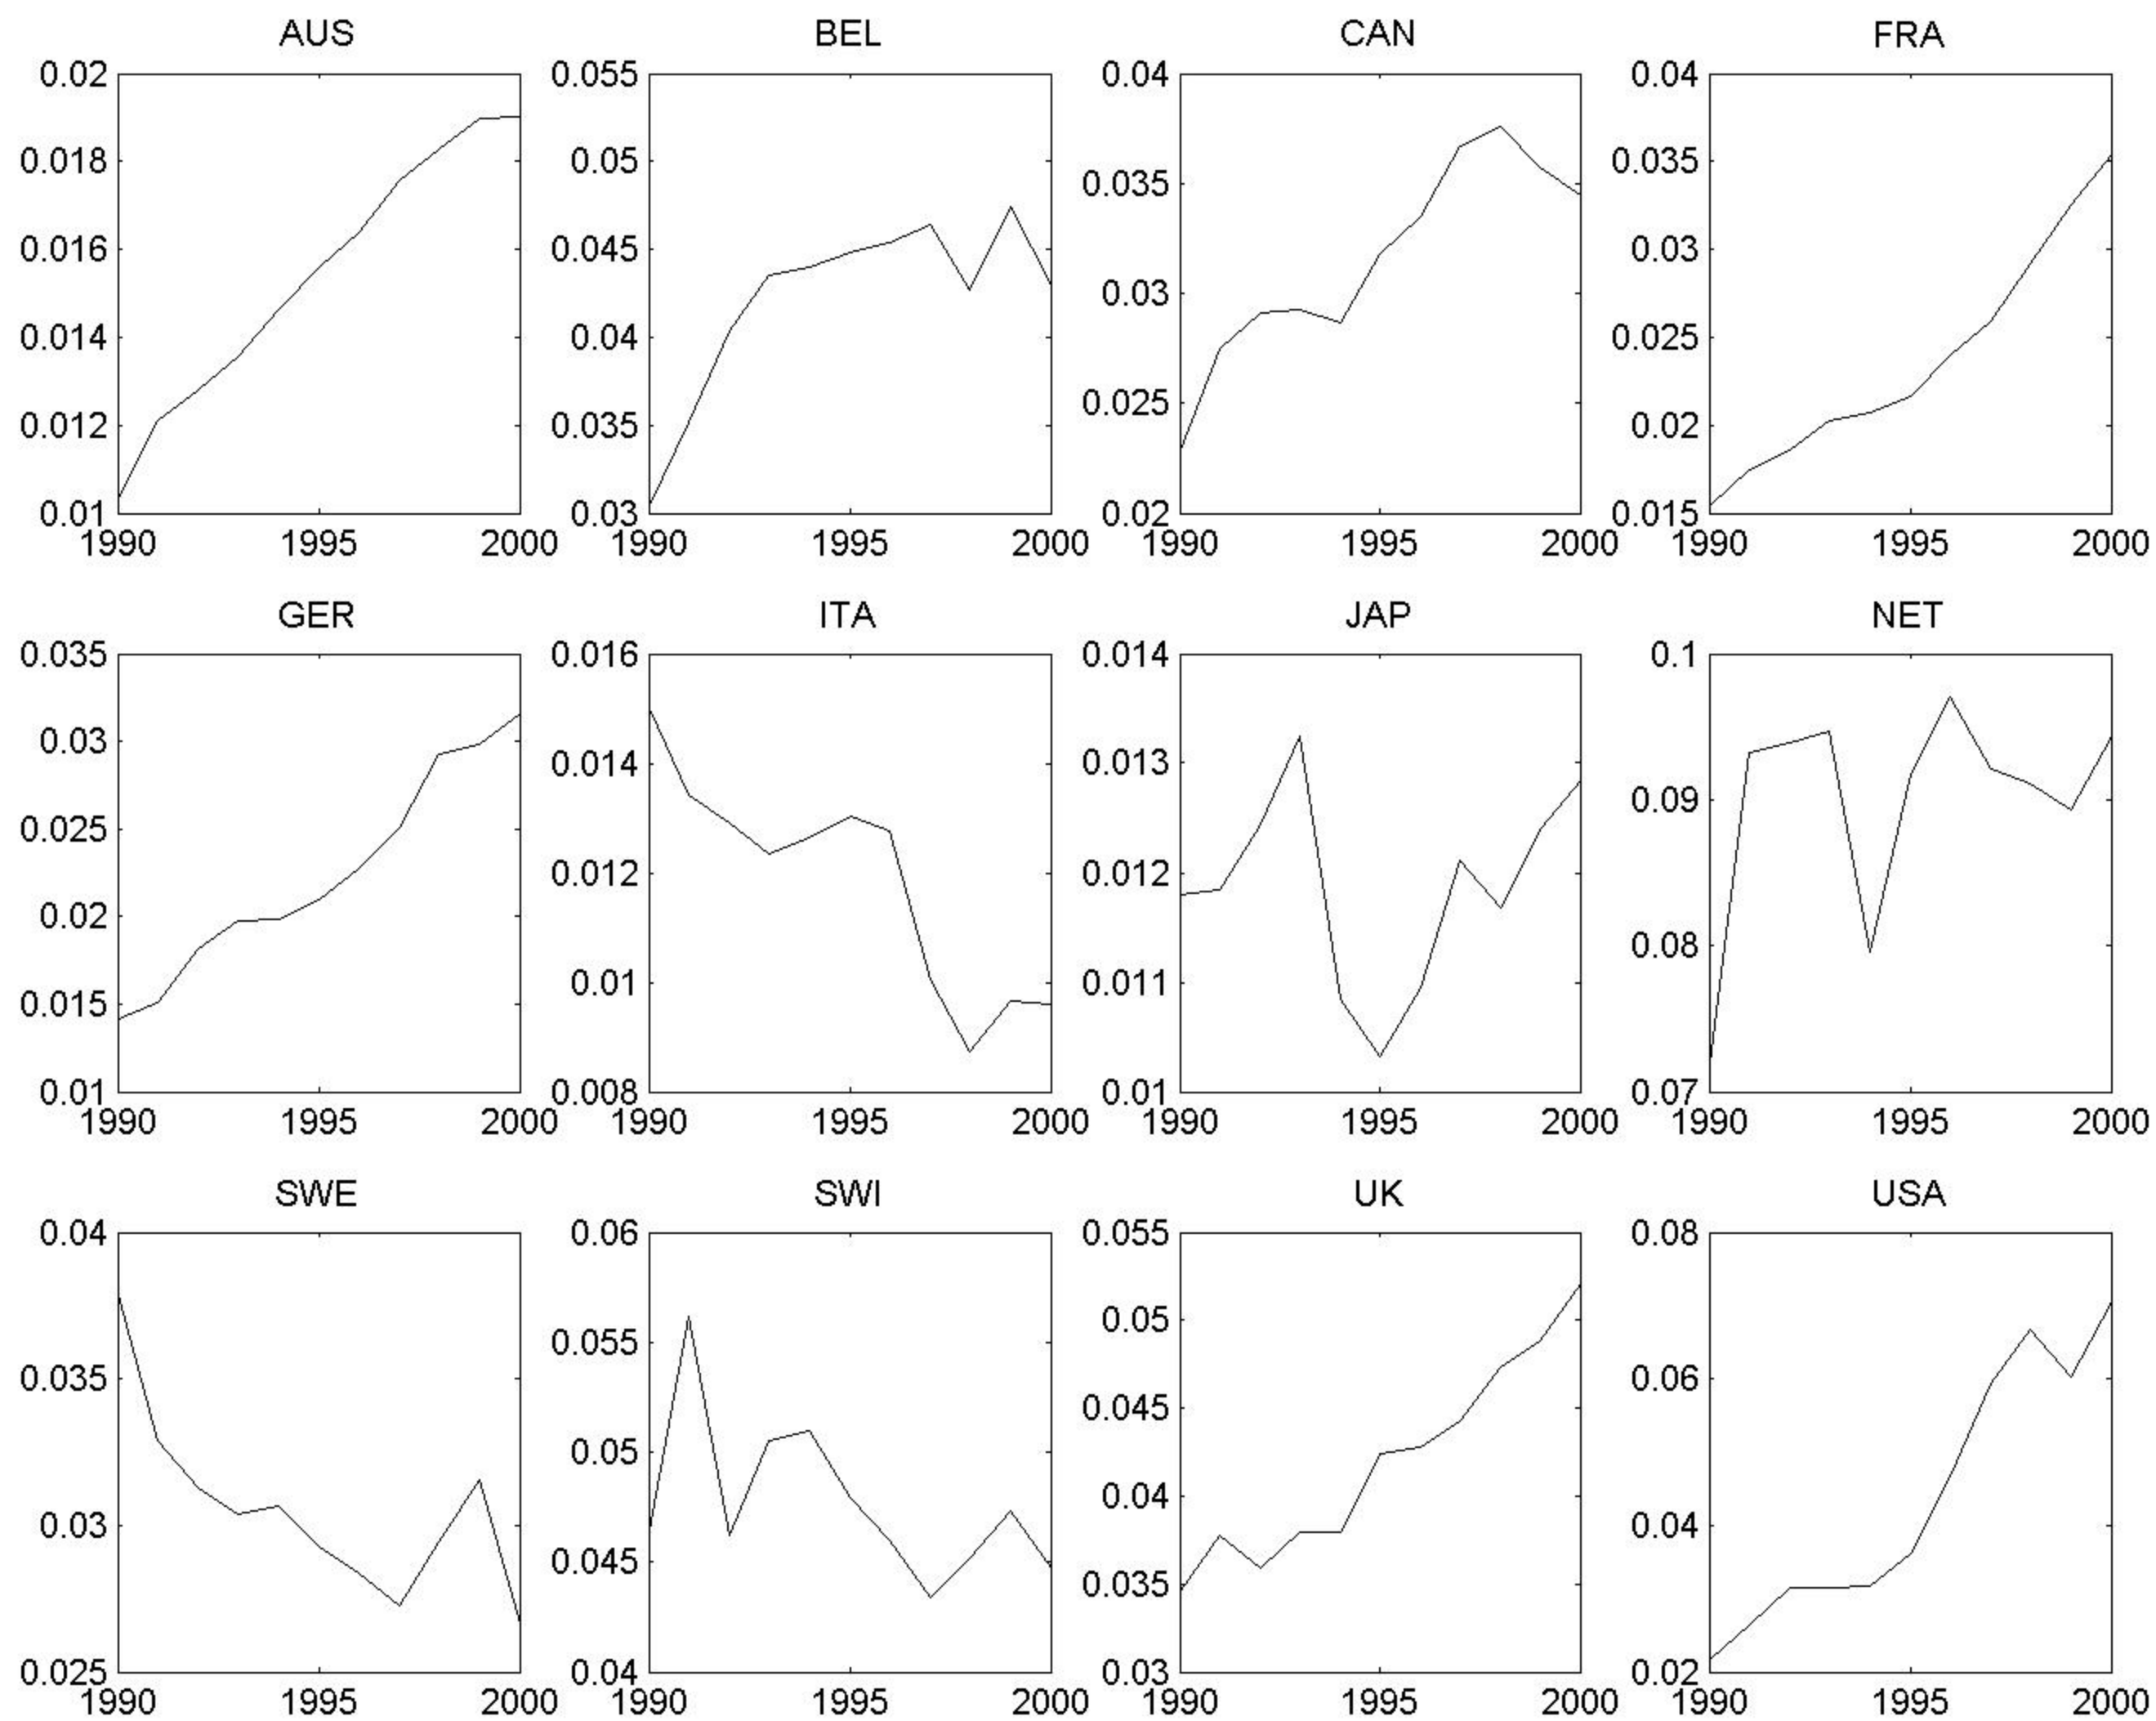 AUS BEL CAN FRA
0.02 0.055 0.04 0.04
0.018 0.05 0.035 0.035
0.016 0.045 0.03 0.03
0.014 0.04 0.025 0.025
0.012 0.035 0.02 0.02
0.01 0.03 0.015
1990 1995 2000 1990 1995 2000 1990 1995 2000 1990 1995 2000
GER ITA JAP NET
0.035 0.016 0.014 0.1
0.03 0.014 0.013 0.09
0.025 0.012 0.012 0.08
0.02 0.01 0.011 0.07
0.015 0.008 0.01
0.01
1990 1995 2000 1990 1995 2000 1990 1995 2000 1990 1995 2000
SWE SWI UK USA
0.04 0.06 0.055 0.08
0.035 0.055 0.05 0.06
0.03 0.05 0.045 0.04
0.025 0.045 0.04 0.02
0.04 0.035
0.03
1990 1995 2000 1990 1995 2000 1990 1995 2000 1990 1995 2000